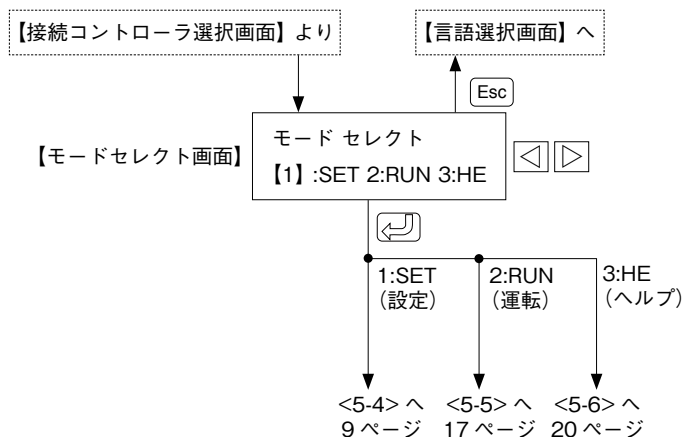 【接続コントローラ選択画面】より
【言語選択画面】へ
Esc
【モードセレクト画面】
モード セレクト
【1】:SET 2:RUN 3:HE
1:SET
（設定）
2:RUN
（運転）
3:HE
（ヘルプ）
<5-4> へ
9 ページ
<5-5> へ
17 ページ
<5-6> へ
20 ページ